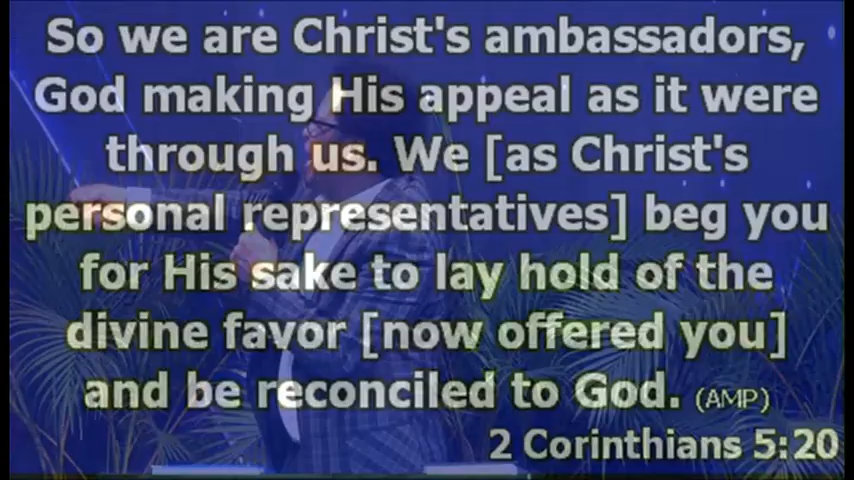 So we are Christ's ambassadors,
God making His appeal as it were
through us. We [as Christ's
personal representatives] beg you
for His sake to lay hold of the
divine favor [now offered you]
and be reconciled to God. (AMP)
2 Corinthians 5:20